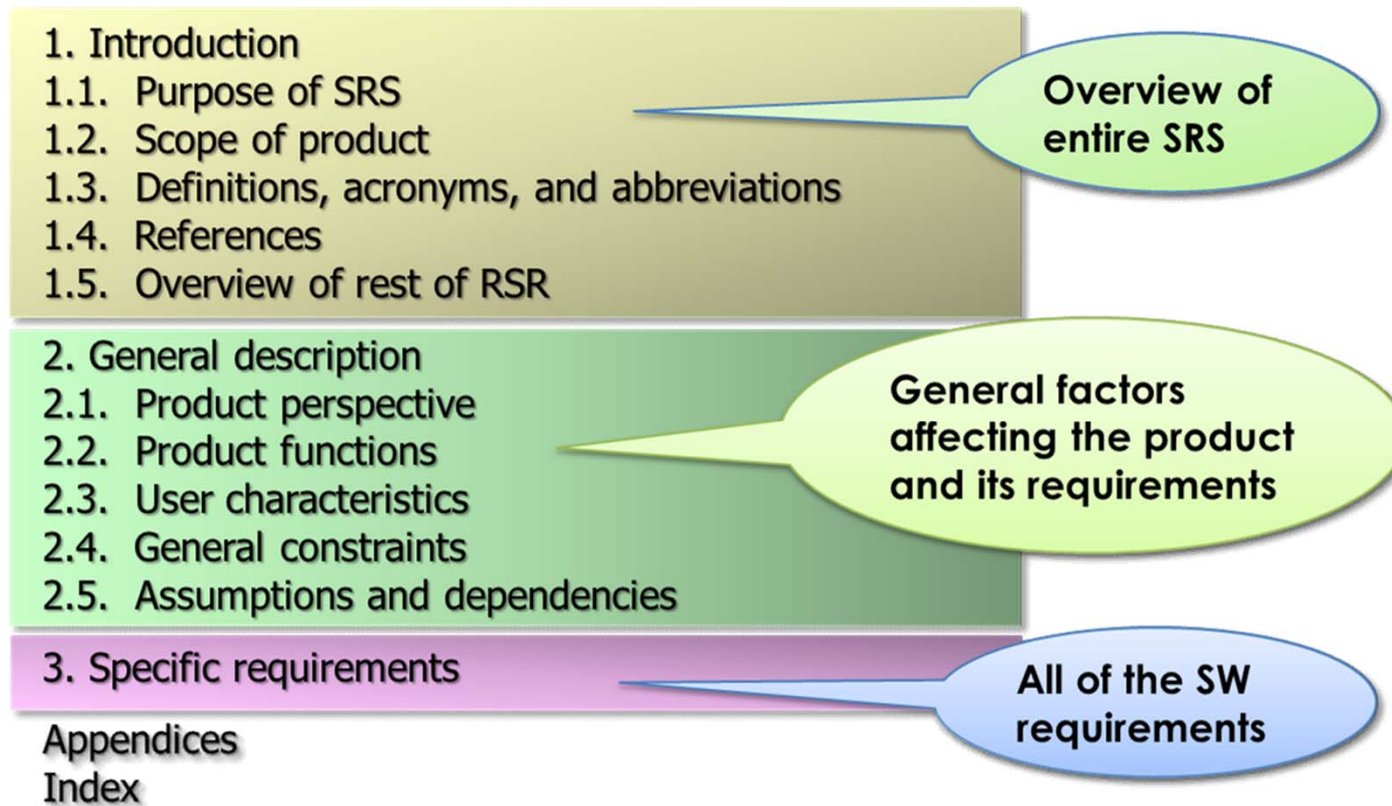 1. Introduction
1.1. Purpose of SRS
1.2. Scope of product
1.3. Definitions, acronyms, and abbreviations
1.4. References
1.5. Overview of rest of RSR
Overview of
entire SRS
2. General description
2.1. Product perspective
2.2. Product functions
2.3. User characteristics
2.4. General constraints
2.5. Assumptions and dependencies
General factors
affecting the product
and its requirements
3. Specific requirements
All of the SW
requirements
Appendices
Index